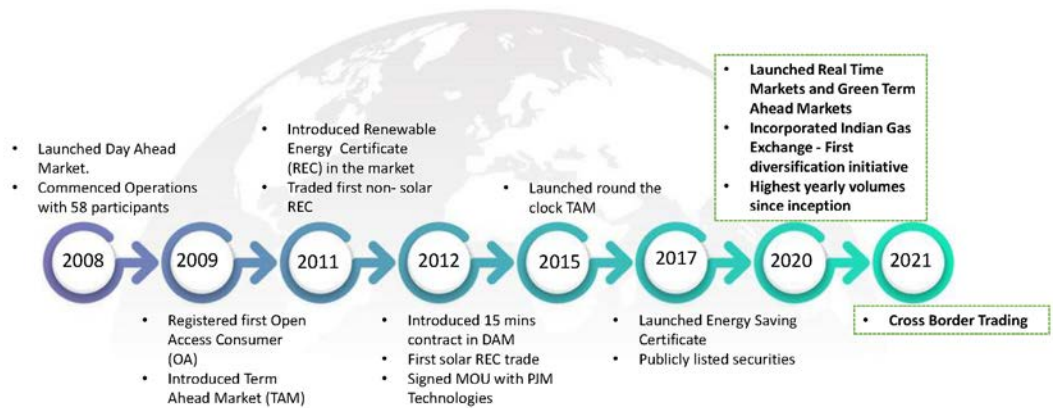 • Launched Day Ahead
Market.
• Commenced Operations
with 58 participants
• Introduced Renewable
Energy Certificate
(REC) in the market
• Traded first non- solar
REC
• Launched round the
clock TAM
• Launched Real Time
Markets and Green Term
Ahead Markets
• Incorporated Indian Gas
Exchange - First
diversification initiative
• Highest yearly volumes
since inception
2008
2009
2011
2012
2015
2017
2020
2021
• Registered first Open
Access Consumer
(OA)
• Introduced Term
Ahead Market (TAM)
• Introduced 15 mins
contract in DAM
• First solar REC trade
• Signed MOU with PJM
Technologies
• Launched Energy Saving
Certificate
• Publicly listed securities
• Cross Border Trading